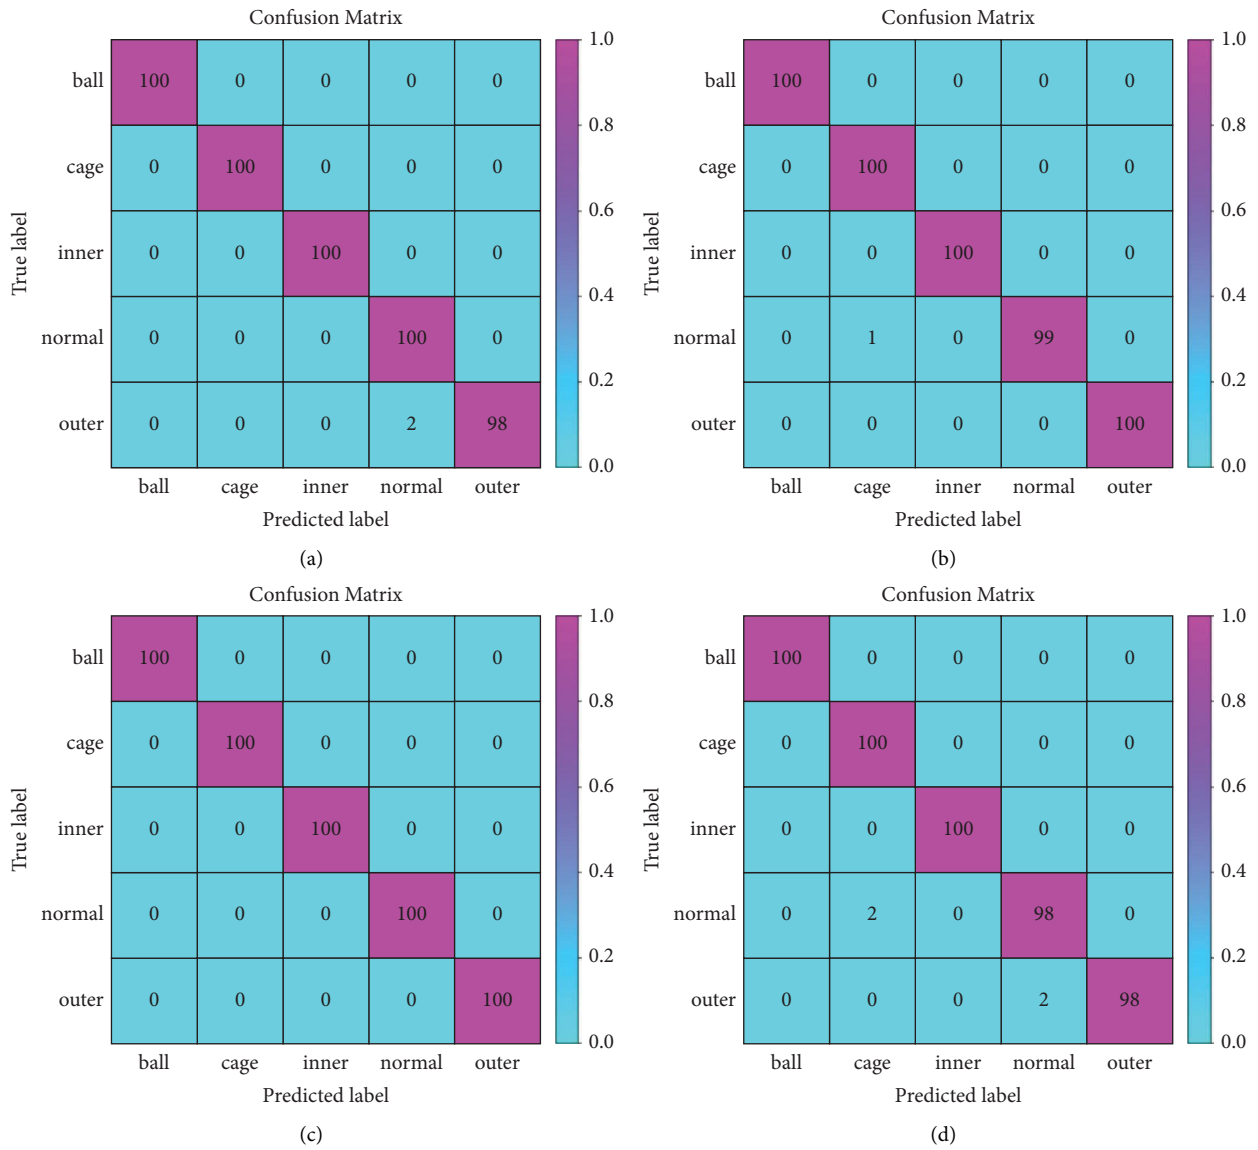 Confusion Matrix
ball 100 0 0 0 0
cage 0 100 0 0 0
inner 0 0 100 0 0
normal 0 0 0 100 0
outer 0 0 0 2 98
ball cage inner normal outer
Predicted label
True label
1.0
0.8
0.6
0.4
0.2
0.0
(a)
Confusion Matrix
ball 100 0 0 0 0
cage 0 100 0 0 0
inner 0 0 100 0 0
normal 0 1 0 99 0
outer 0 0 0 0 100
ball cage inner normal outer
Predicted label
True label
1.0
0.8
0.6
0.4
0.2
0.0
(b)
Confusion Matrix
ball 100 0 0 0 0
cage 0 100 0 0 0
inner 0 0 100 0 0
normal 0 0 0 100 0
outer 0 0 0 0 100
ball cage inner normal outer
Predicted label
True label
1.0
0.8
0.6
0.4
0.2
0.0
(c)
Confusion Matrix
ball 100 0 0 0 0
cage 0 100 0 0 0
inner 0 0 100 0 0
normal 0 2 0 98 0
outer 0 0 0 2 98
ball cage inner normal outer
Predicted label
True label
1.0
0.8
0.6
0.4
0.2
0.0
(d)